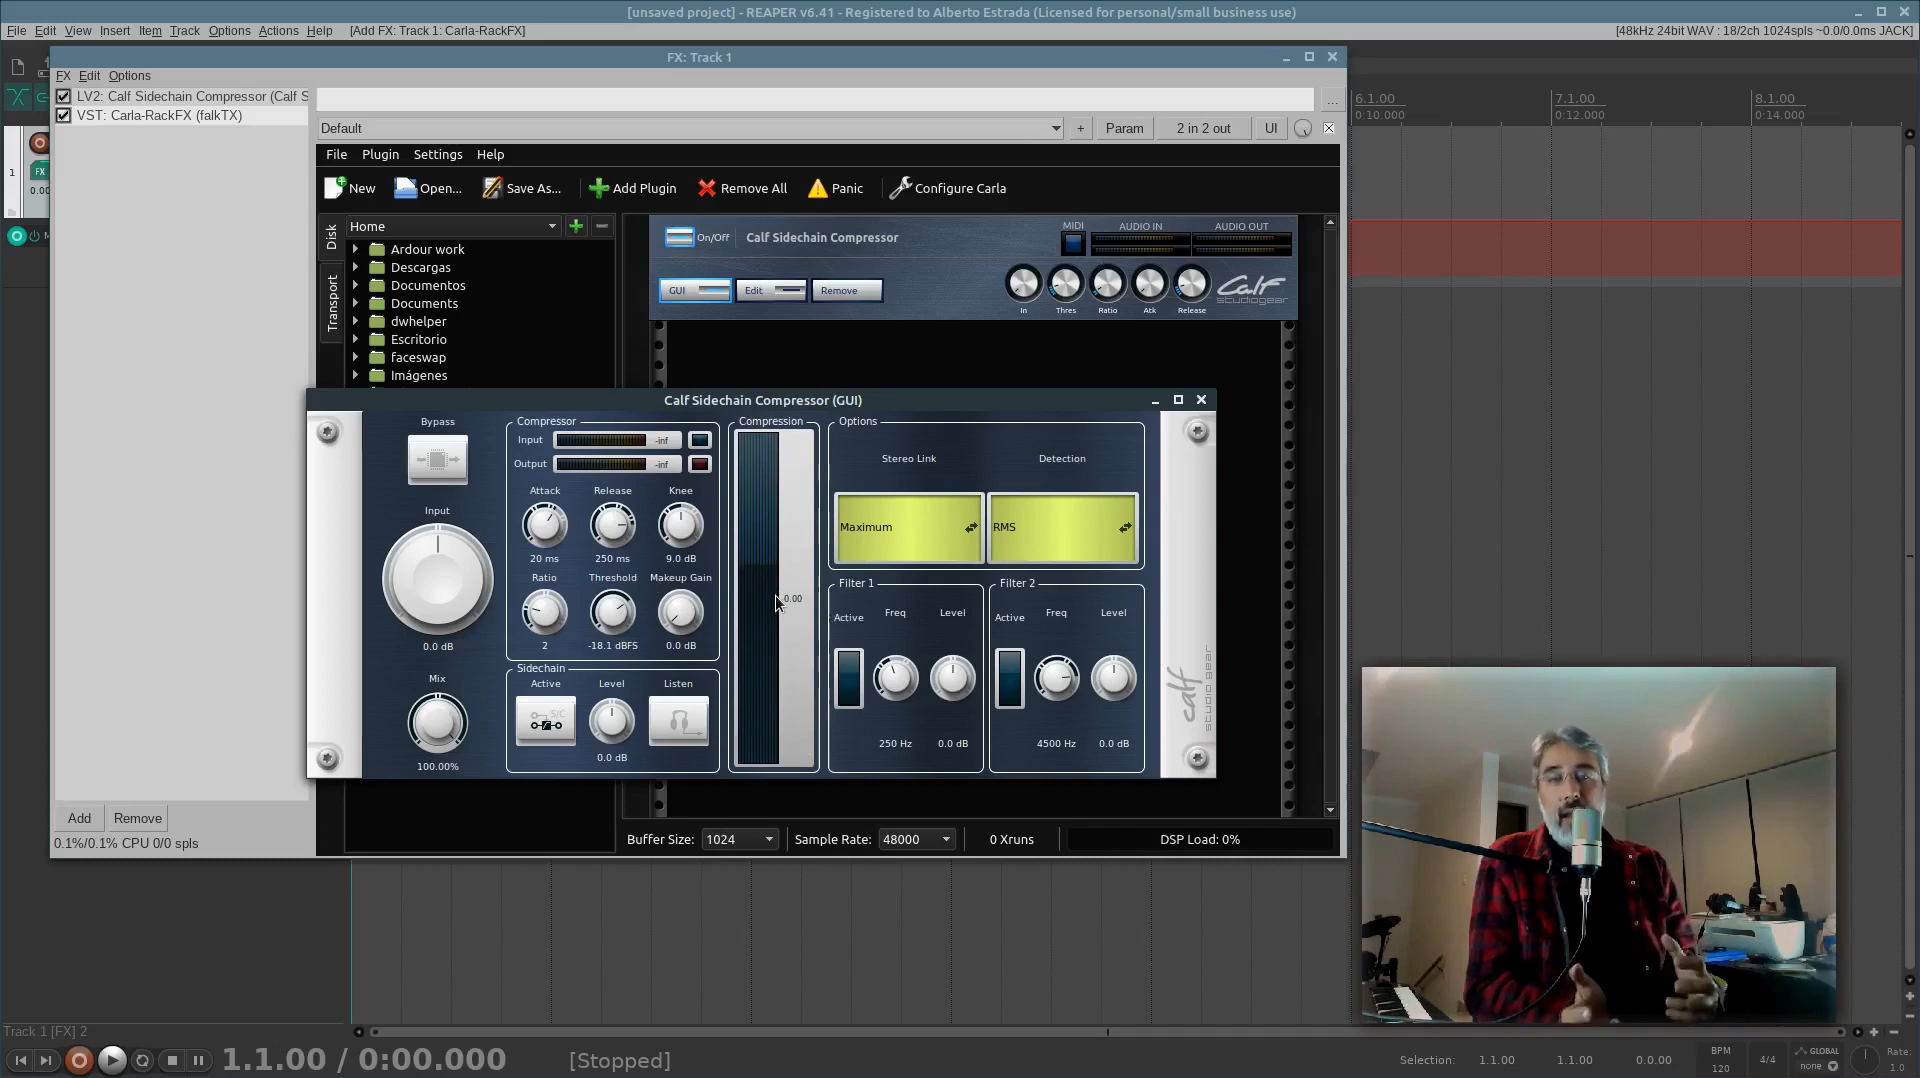 [unsaved project] - REAPER v6.41 - Registered to Alberto Estrada (Licensed for personal/small business use)
File Edit View Insert Item Track Options Actions Help [Add FX: Track 1: Carla-RackFX]
[48kHz 24bit WAV : 18/2ch 1024spls ~0.0/0.0ms JACK]
FX: Track 1
FX Edit Options
LV2: Calf Sidechain Compressor (Calf S
VST: Carla-RackFX (falkTX)
...
6.1.00 7.1.00 8.1.00
0:10.000 0:12.000 0:14.000
Default + Param 2 in 2 out UI
File Plugin Settings Help
New Open... Save As... Add Plugin Remove All Panic Configure Carla
1
FX
0.00
M
Disk
Transport
Home
Ardour work
Descargas
Documentos
Documents
dwhelper
Escritorio
faceswap
Imágenes
On/Off Calf Sidechain Compressor
MIDI AUDIO IN AUDIO OUT
GUI Edit Remove
In Thres Ratio Atk Release
Calf
studiogear
Calf Sidechain Compressor (GUI)
Bypass
Input
0.0 dB
Mix
100.00%
Compressor
Input -inf
Output -inf
Attack Release Knee
20 ms 250 ms 9.0 dB
Ratio Threshold Makeup Gain
2 -18.1 dBFS 0.0 dB
Sidechain
Active Level Listen
S/C
0.0 dB
Compression
0.00
Options
Stereo Link Detection
Maximum RMS
Filter 1
Active Freq Level
250 Hz 0.0 dB
Filter 2
Active Freq Level
4500 Hz 0.0 dB
calf
studio gear
Add Remove
0.1%/0.1% CPU 0/0 spls
Buffer Size: 1024 Sample Rate: 48000 0 Xruns DSP Load: 0%
Track 1 [FX] 2
1.1.00 / 0:00.000 [Stopped]
Selection: 1.1.00 1.1.00 0.0.00
BPM
120
4/4
GLOBAL
none
Rate:
1.0